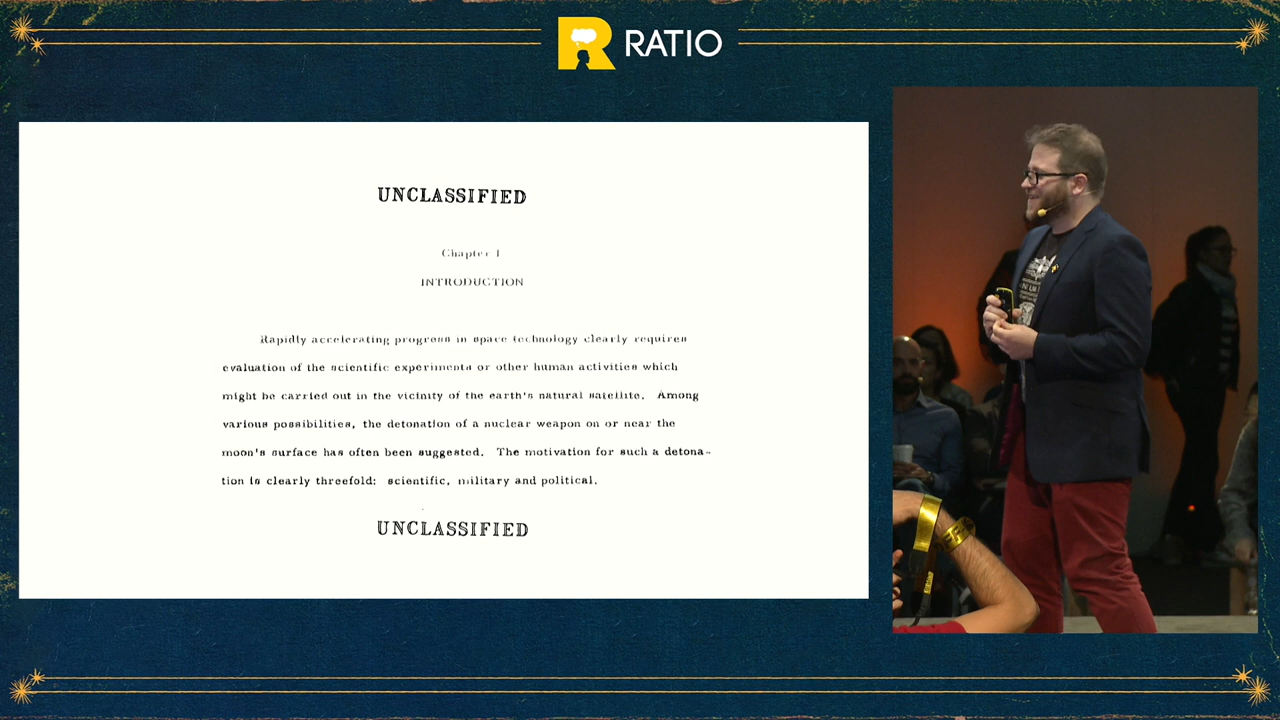 RATIO
UNCLASSIFIED
Chapter I
INTRODUCTION
Rapidly accelerating progress in space technology clearly requires
evaluation of the scientific experiments or other human activities which
might be carried out in the vicinity of the earth's natural satellite. Among
various possibilities, the detonation of a nuclear weapon on or near the
moon's surface has often been suggested. The motivation for such a detona-
tion is clearly threefold: scientific, military and political.
UNCLASSIFIED